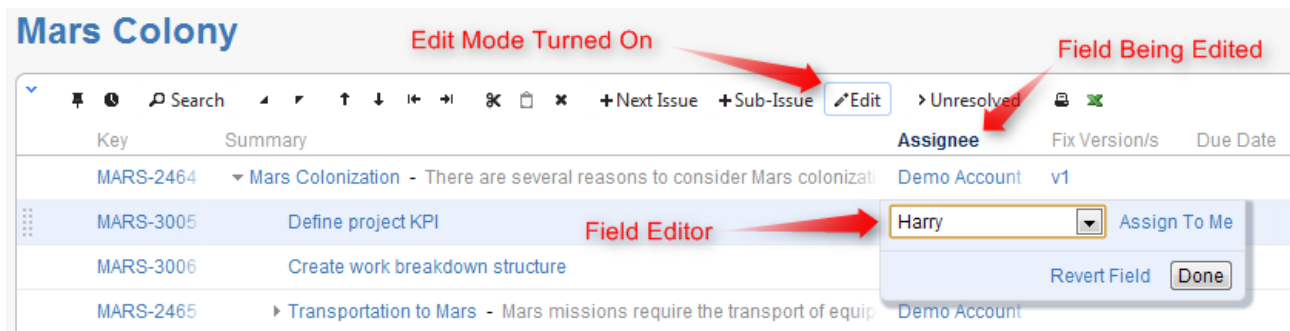 Mars Colony
Edit Mode Turned On
Field Being Edited
Search +Next Issue +Sub-Issue Edit > Unresolved
Key Summary Assignee Fix Version/s Due Date
MARS-2464 Mars Colonization - There are several reasons to consider Mars colonizati Demo Account v1
MARS-3005 Define project KPI Harry Assign To Me
Field Editor
MARS-3006 Create work breakdown structure Revert Field Done
MARS-2465 Transportation to Mars - Mars missions require the transport of equip Demo Account